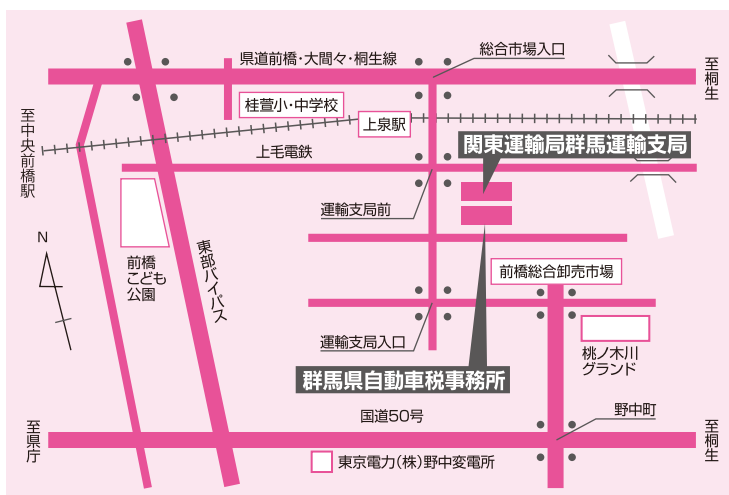 県道前橋・大間々・桐生線
総合市場入口
至桐生
桂萱小・中学校
上泉駅
至中央前橋駅
関東運輸局群馬運輸支局
上毛電鉄
運輸支局前
N
前橋
こども
公園
東部バイパス
前橋総合卸売市場
運輸支局入口
桃ノ木川
グランド
群馬県自動車税事務所
国道50号
野中町
至県庁
至桐生
東京電力(株)野中変電所